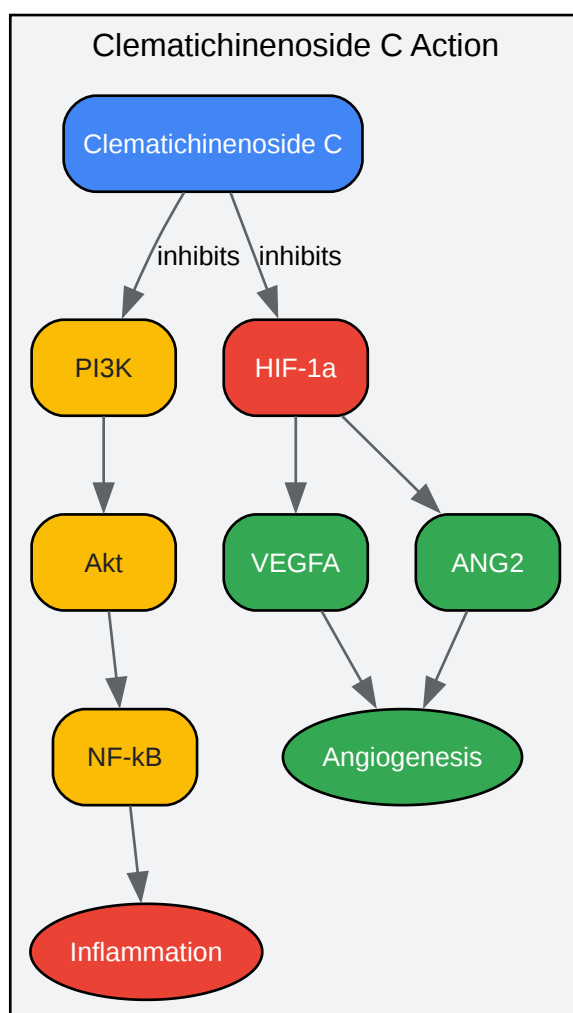 Clematichinenoside C Action
Clematichinenoside C
inhibits
inhibits
PI3K
HIF-1a
Akt
VEGFA
ANG2
NF-kB
Angiogenesis
Inflammation